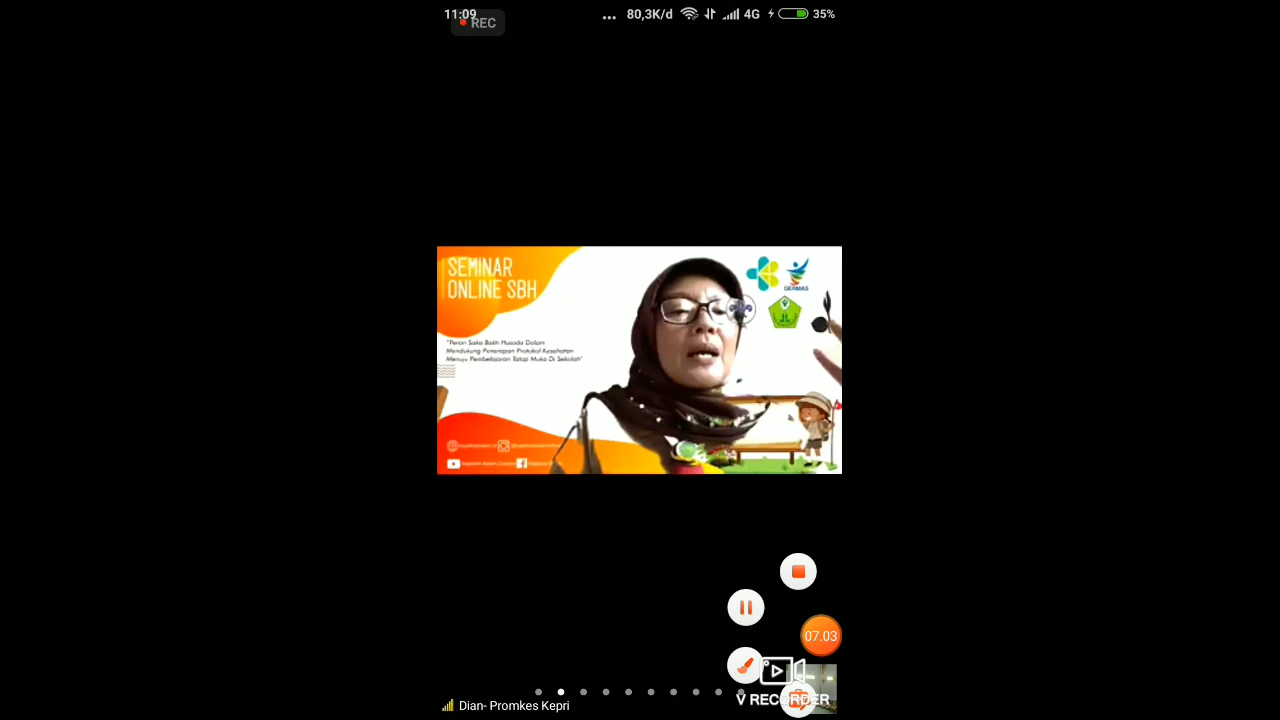 11:09
REC
80,3K/d
4G
35%
SEMINAR
ONLINE SBH
GERMAS
"Peran Saka Bakti Husada Dalam
Mendukung Penerapan Protokol Kesehatan
Menuju Pembelajaran Tatap Muka Di Sekolah"
07.03
V RECORDER
Dian- Promkes Kepri